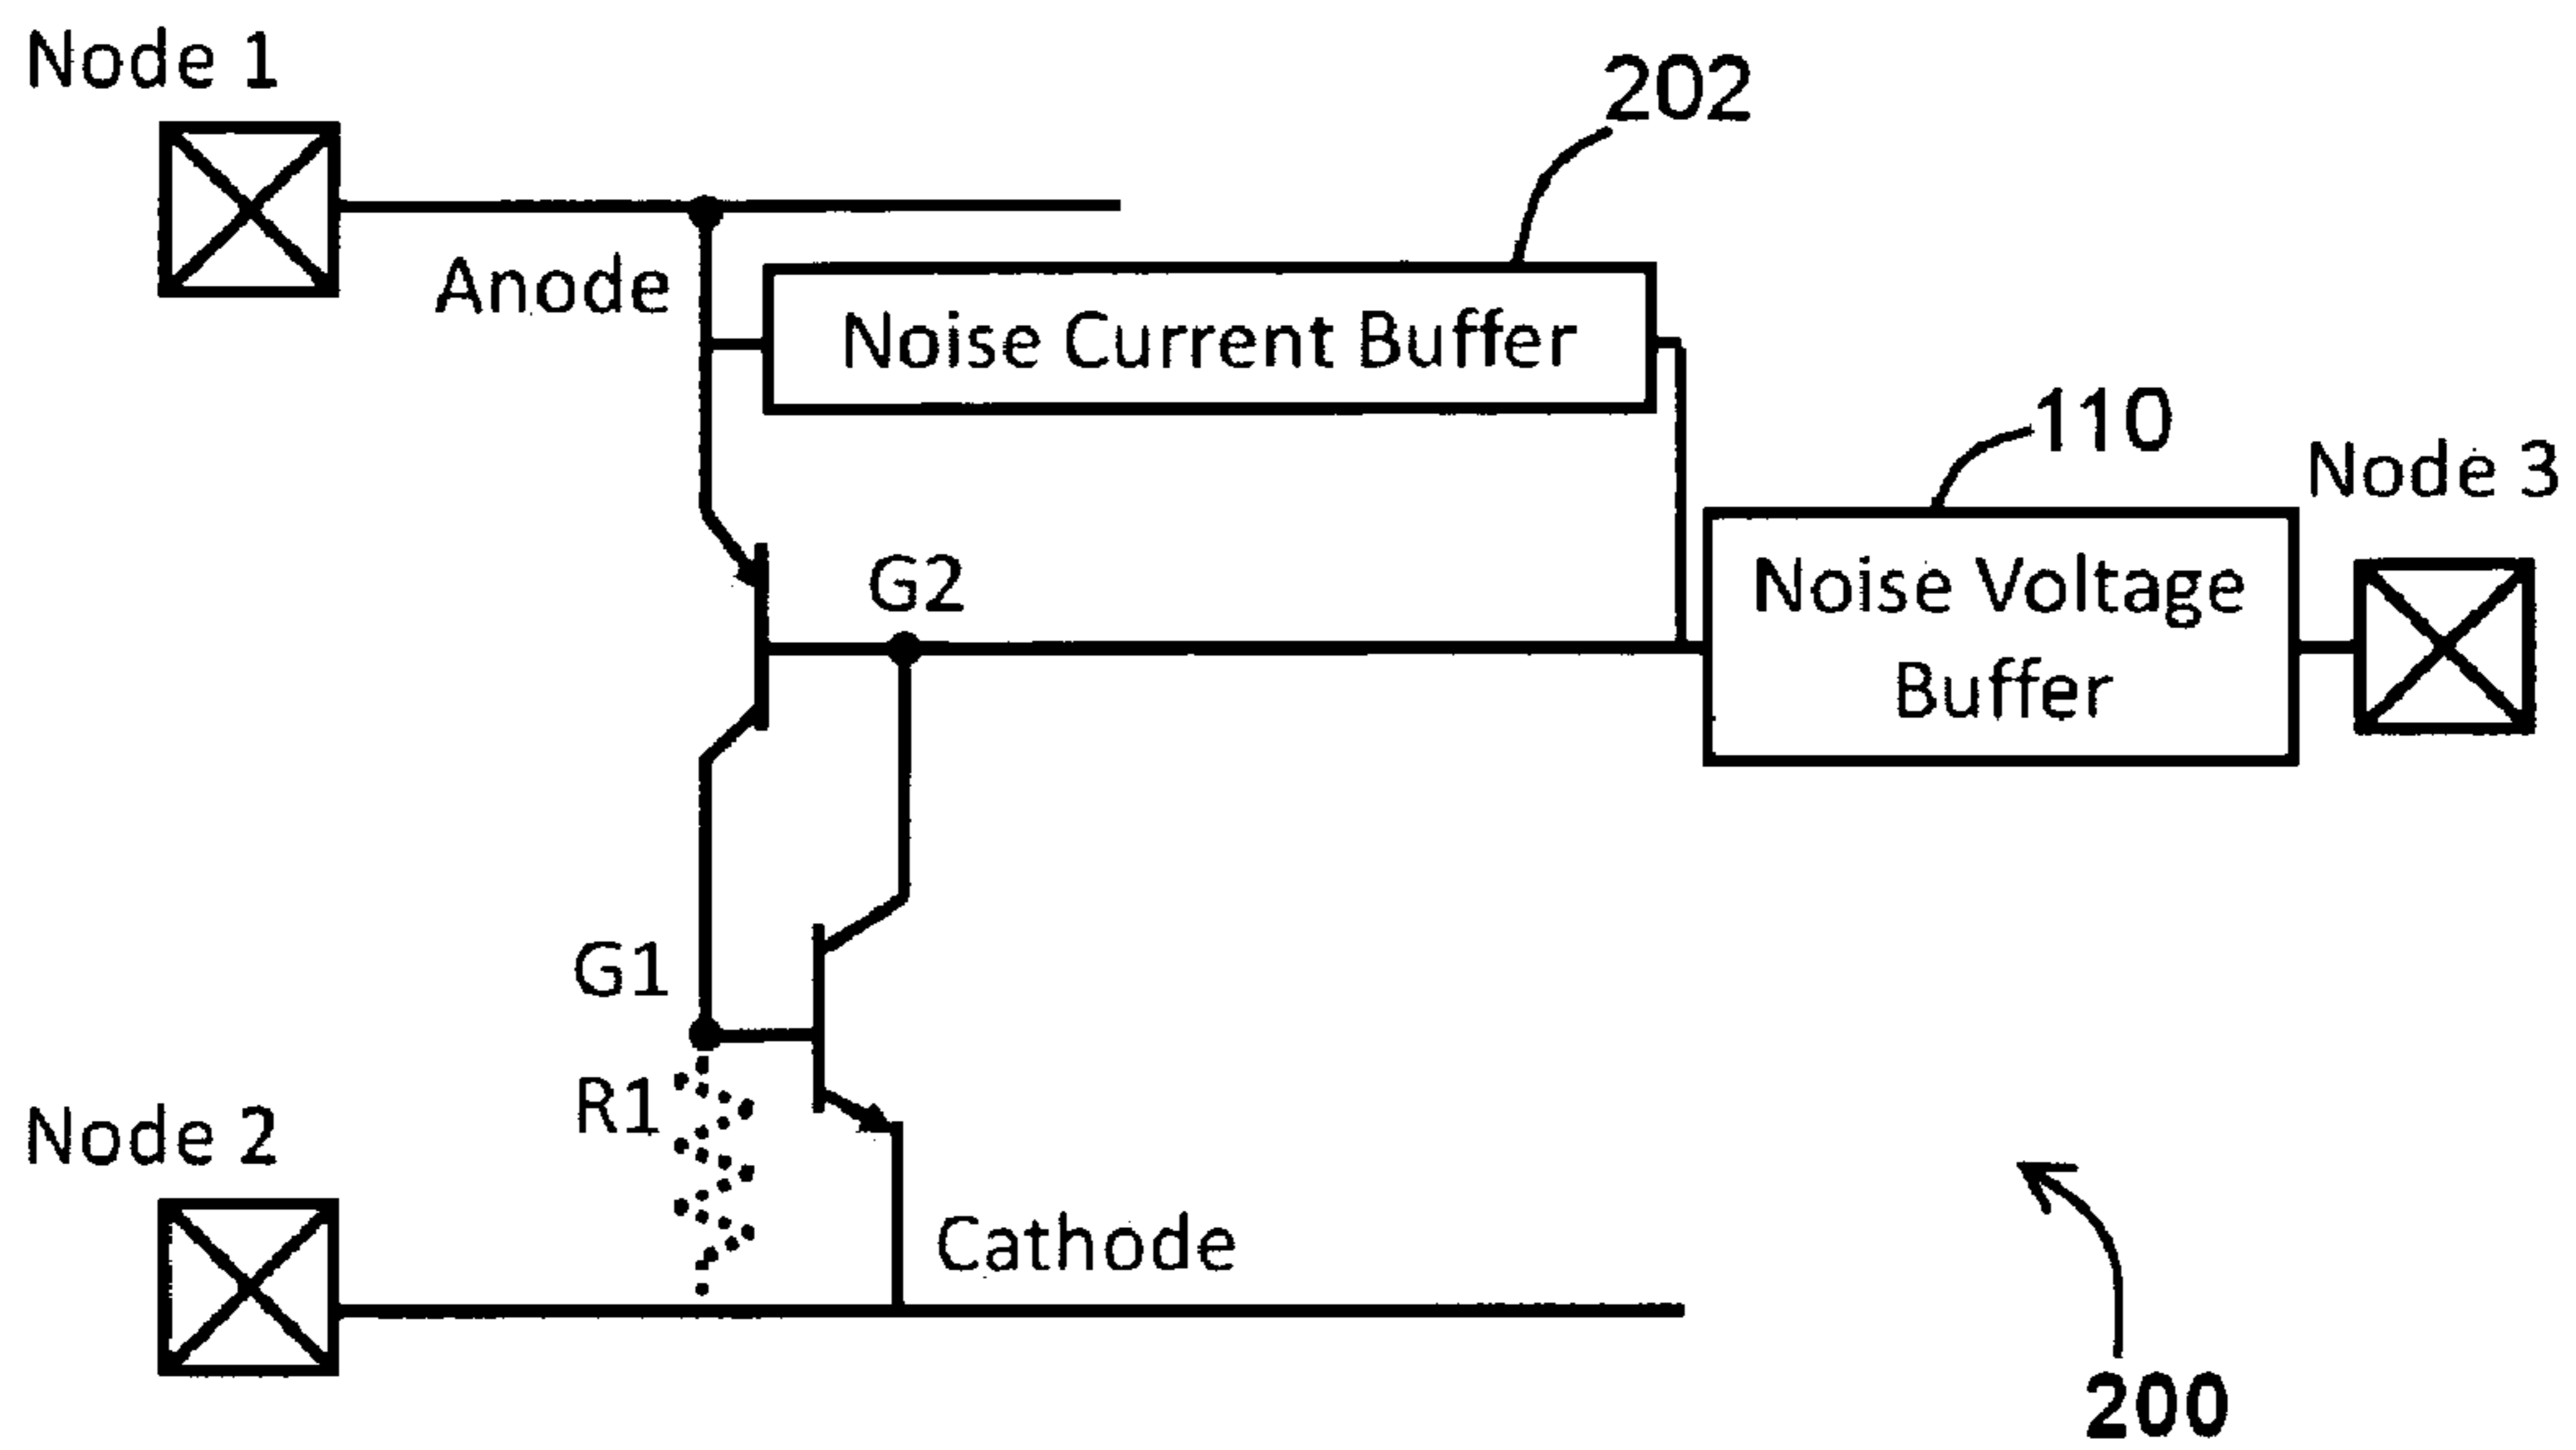 Node 1
202
Anode
Noise Current Buffer
110
Node 3
G2
Noise Voltage
Buffer
G1
R1
Node 2
Cathode
200